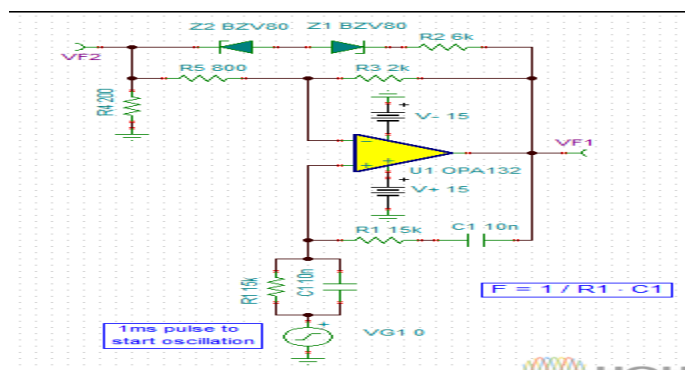 Z2 BZV80
Z1 BZV80
R2 6k
VF2
R5 800
R3 2k
R4 200
+
V- 15
-
VF1
+
+
U1 OPA132
+
V+ 15
R1 15k
C1 10n
R1 15k
C1 10n
F = 1 / R1 · C1
1ms pulse to
start oscillation
+
VG1 0